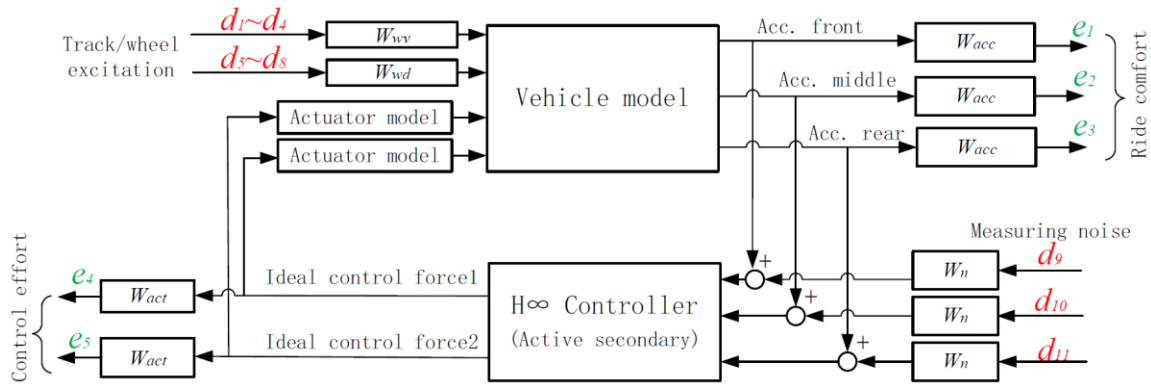 Track/wheel
excitation
d1~d4
Wwv
d5~d8
Wwd
Actuator model
Actuator model
Vehicle model
Acc. front
Wacc
e1
Acc. middle
Wacc
e2
Acc. rear
Wacc
e3
Ride comfort
Measuring noise
+
Wn
d9
+
Wn
d10
+
Wn
d11
H∞ Controller
(Active secondary)
Ideal control force1
Ideal control force2
Wact
e4
Wact
e5
Control effort